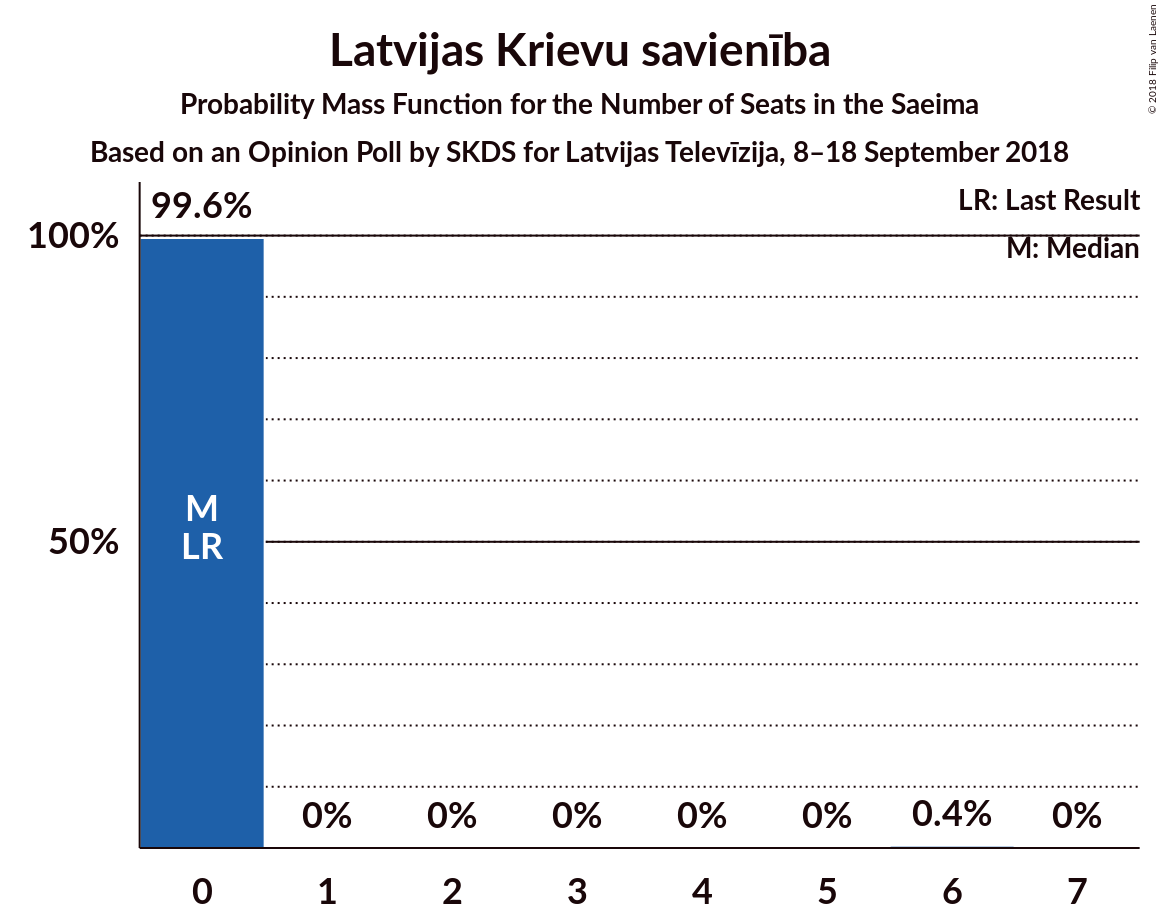 Latvijas Krievu savienība
Probability Mass Function for the Number of Seats in the Saeima
Based on an Opinion Poll by SKDS for Latvijas Televīzija, 8–18 September 2018
© 2018 Filip van Laenen
LR: Last Result
M: Median
99.6%
100%
50%
M
LR
0% 0% 0% 0% 0% 0.4% 0%
0 1 2 3 4 5 6 7